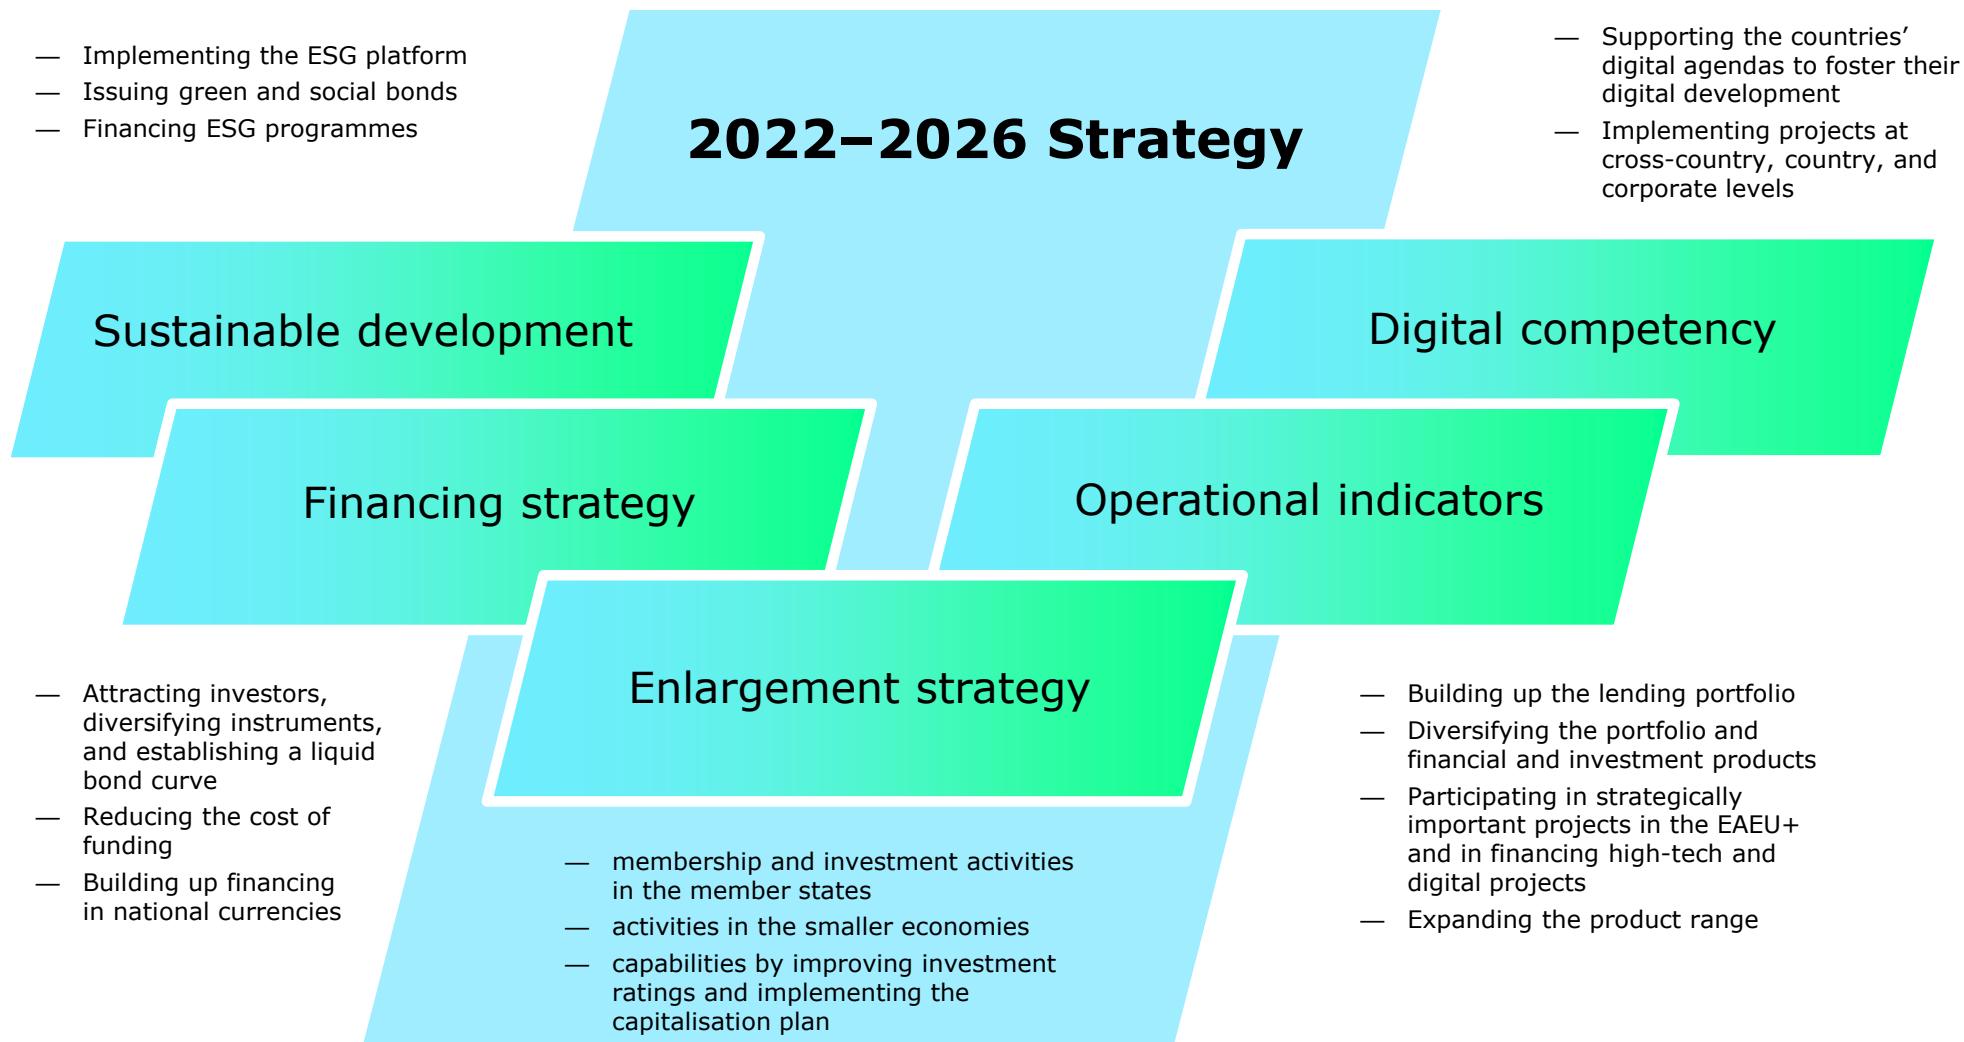 2022–2026 Strategy
— Implementing the ESG platform
— Issuing green and social bonds
— Financing ESG programmes
— Supporting the countries’
digital agendas to foster their
digital development
— Implementing projects at
cross-country, country, and
corporate levels
Sustainable development
Digital competency
Financing strategy
Operational indicators
Enlargement strategy
— Attracting investors,
diversifying instruments,
and establishing a liquid
bond curve
— Reducing the cost of
funding
— Building up financing
in national currencies
— membership and investment activities
in the member states
— activities in the smaller economies
— capabilities by improving investment
ratings and implementing the
capitalisation plan
— Building up the lending portfolio
— Diversifying the portfolio and
financial and investment products
— Participating in strategically
important projects in the EAEU+
and in financing high-tech and
digital projects
— Expanding the product range